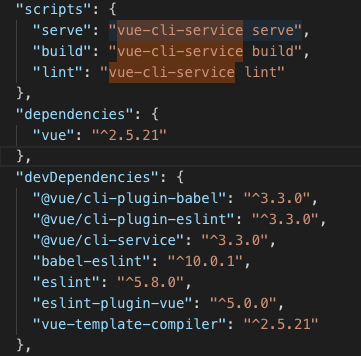 "scripts": {
"serve": "vue-cli-service serve",
"build": "vue-cli-service build",
"lint": "vue-cli-service lint"
},
"dependencies": {
"vue": "^2.5.21"
},
"devDependencies": {
"@vue/cli-plugin-babel": "^3.3.0",
"@vue/cli-plugin-eslint": "^3.3.0",
"@vue/cli-service": "^3.3.0",
"babel-eslint": "^10.0.1",
"eslint": "^5.8.0",
"eslint-plugin-vue": "^5.0.0",
"vue-template-compiler": "^2.5.21"
},